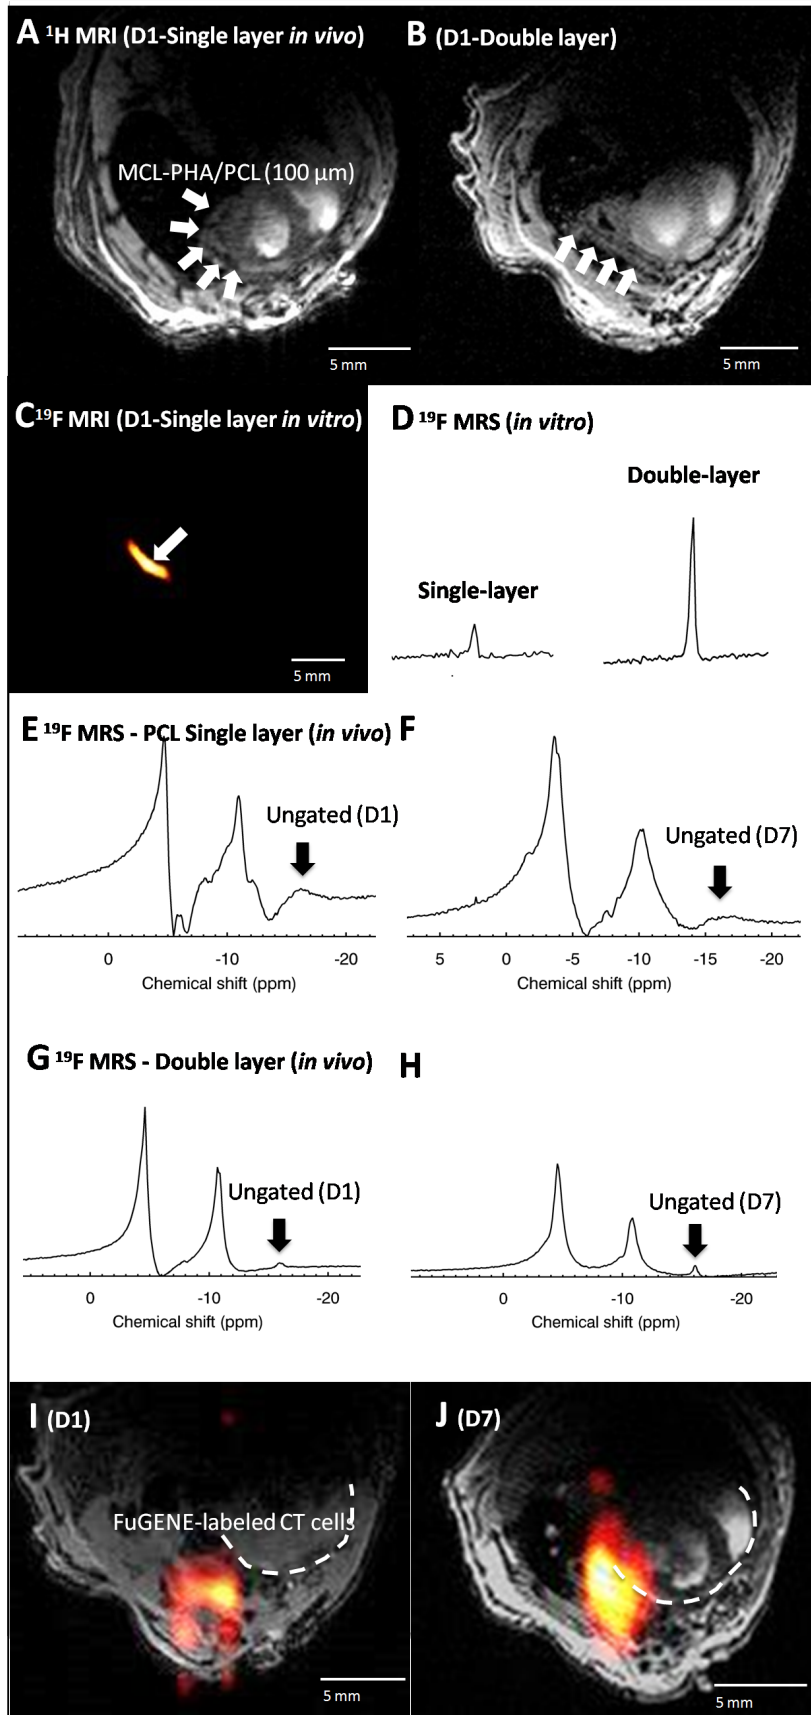 A ¹H MRI (D1-Single layer in vivo)
B (D1-Double layer)
MCL-PHA/PCL (100 µm)
5 mm
5 mm
C ¹⁹F MRI (D1-Single layer in vitro)
5 mm
D ¹⁹F MRS (in vitro)
Double-layer
Single-layer
E ¹⁹F MRS - PCL Single layer (in vivo)
F
Ungated (D1)
0 -10 -20
Chemical shift (ppm)
Ungated (D7)
5 0 -5 -10 -15 -20
Chemical shift (ppm)
G ¹⁹F MRS - Double layer (in vivo)
H
Ungated (D1)
0 -10 -20
Chemical shift (ppm)
Ungated (D7)
0 -10 -20
Chemical shift (ppm)
I (D1)
FuGENE-labeled CT cells
5 mm
J (D7)
5 mm